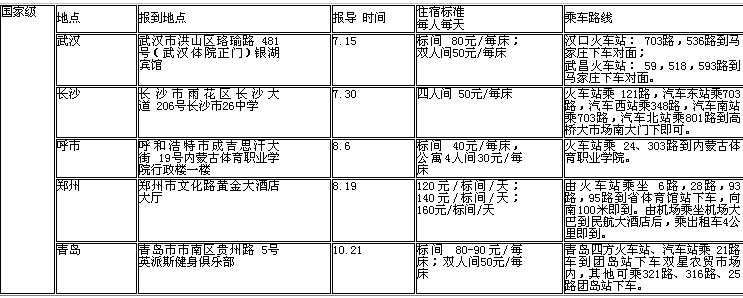 国家级
地点
报到地点
报导 时间
住宿标准
每人每天
乘车路线
武汉
武汉市洪山区珞瑜路 481
号(武汉体院正门)银湖
宾馆
7.15
标间 80元/每床;
双人间50元/每床
汉口火车站: 703路,536路到马
家庄下车对面;
武昌火车站: 59,518,593路到
马家庄下车对面。
长沙
长沙市雨花区长沙大
道 206号长沙市26中学
7.30
四人间 50元/每床
火车站乘 121路,汽车东站乘703
路,汽车西站乘348路,汽车南站
乘703路,汽车北站乘801路到高
桥大市场南大门下即可。
呼市
呼和浩特市成吉思汗大
街 19号内蒙古体育职业学
院行政楼一楼
8.6
标间 40元/每床,
公寓4人间30元/每
床
火车站乘 24、303路到内蒙古体
育职业学院。
郑州
郑州市文化路黄金大酒店
大厅
8.19
120元/标间/天;
140元/标间/天;
160元/标间/天
由火车站乘坐 6路,28路,93
路,95路到省体育馆站下车,向
南100米即到。由机场乘坐机场大
巴到民航大酒店后,乘出租车4公
里即到。
青岛
青岛市市南区贵州路 5号
英派斯健身俱乐部
10.21
标间 80-90元/每
床;双人间50元/每
床
青岛四方火车站、汽车站乘 21路
车到团岛站下车双星农贸市场
内,其他可乘321路、316路、25
路团岛站下车。